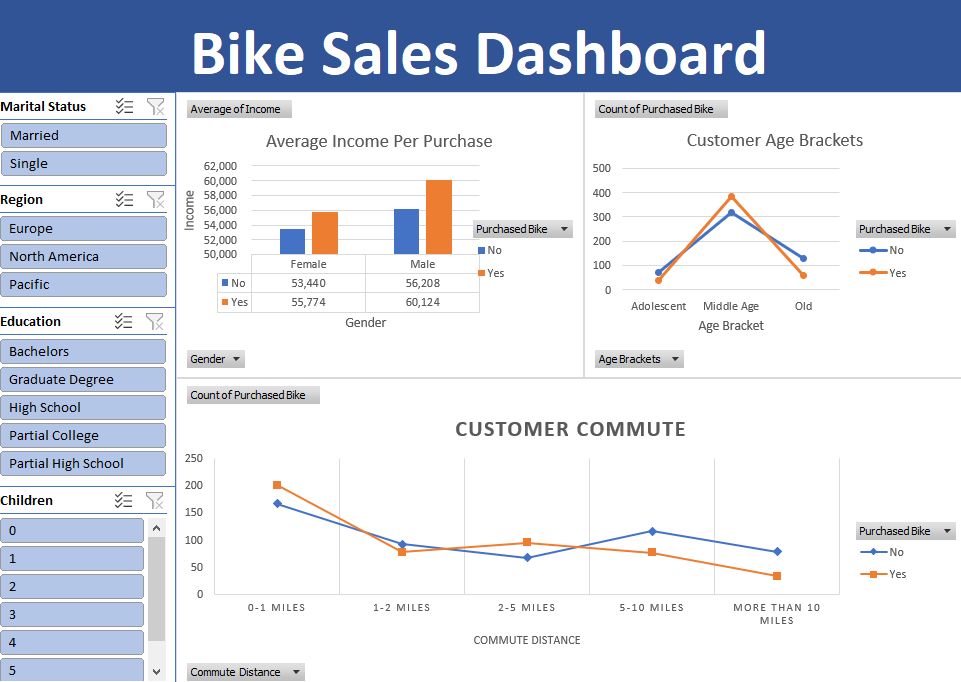 Bike Sales Dashboard
Marital Status
Married
Single
Region
Europe
North America
Pacific
Education
Bachelors
Graduate Degree
High School
Partial College
Partial High School
Children
0
1
2
3
4
5
Average of Income
Average Income Per Purchase
62,000
60,000
58,000
56,000
54,000
52,000
50,000
Income
Female Male
No 53,440 56,208
Yes 55,774 60,124
Gender
Purchased Bike
No
Yes
Gender
Count of Purchased Bike
Customer Age Brackets
500
400
300
200
100
0
Adolescent Middle Age Old
Age Bracket
Purchased Bike
No
Yes
Age Brackets
Count of Purchased Bike
CUSTOMER COMMUTE
250
200
150
100
50
0
0-1 MILES 1-2 MILES 2-5 MILES 5-10 MILES MORE THAN 10
MILES
COMMUTE DISTANCE
Purchased Bike
No
Yes
Commute Distance